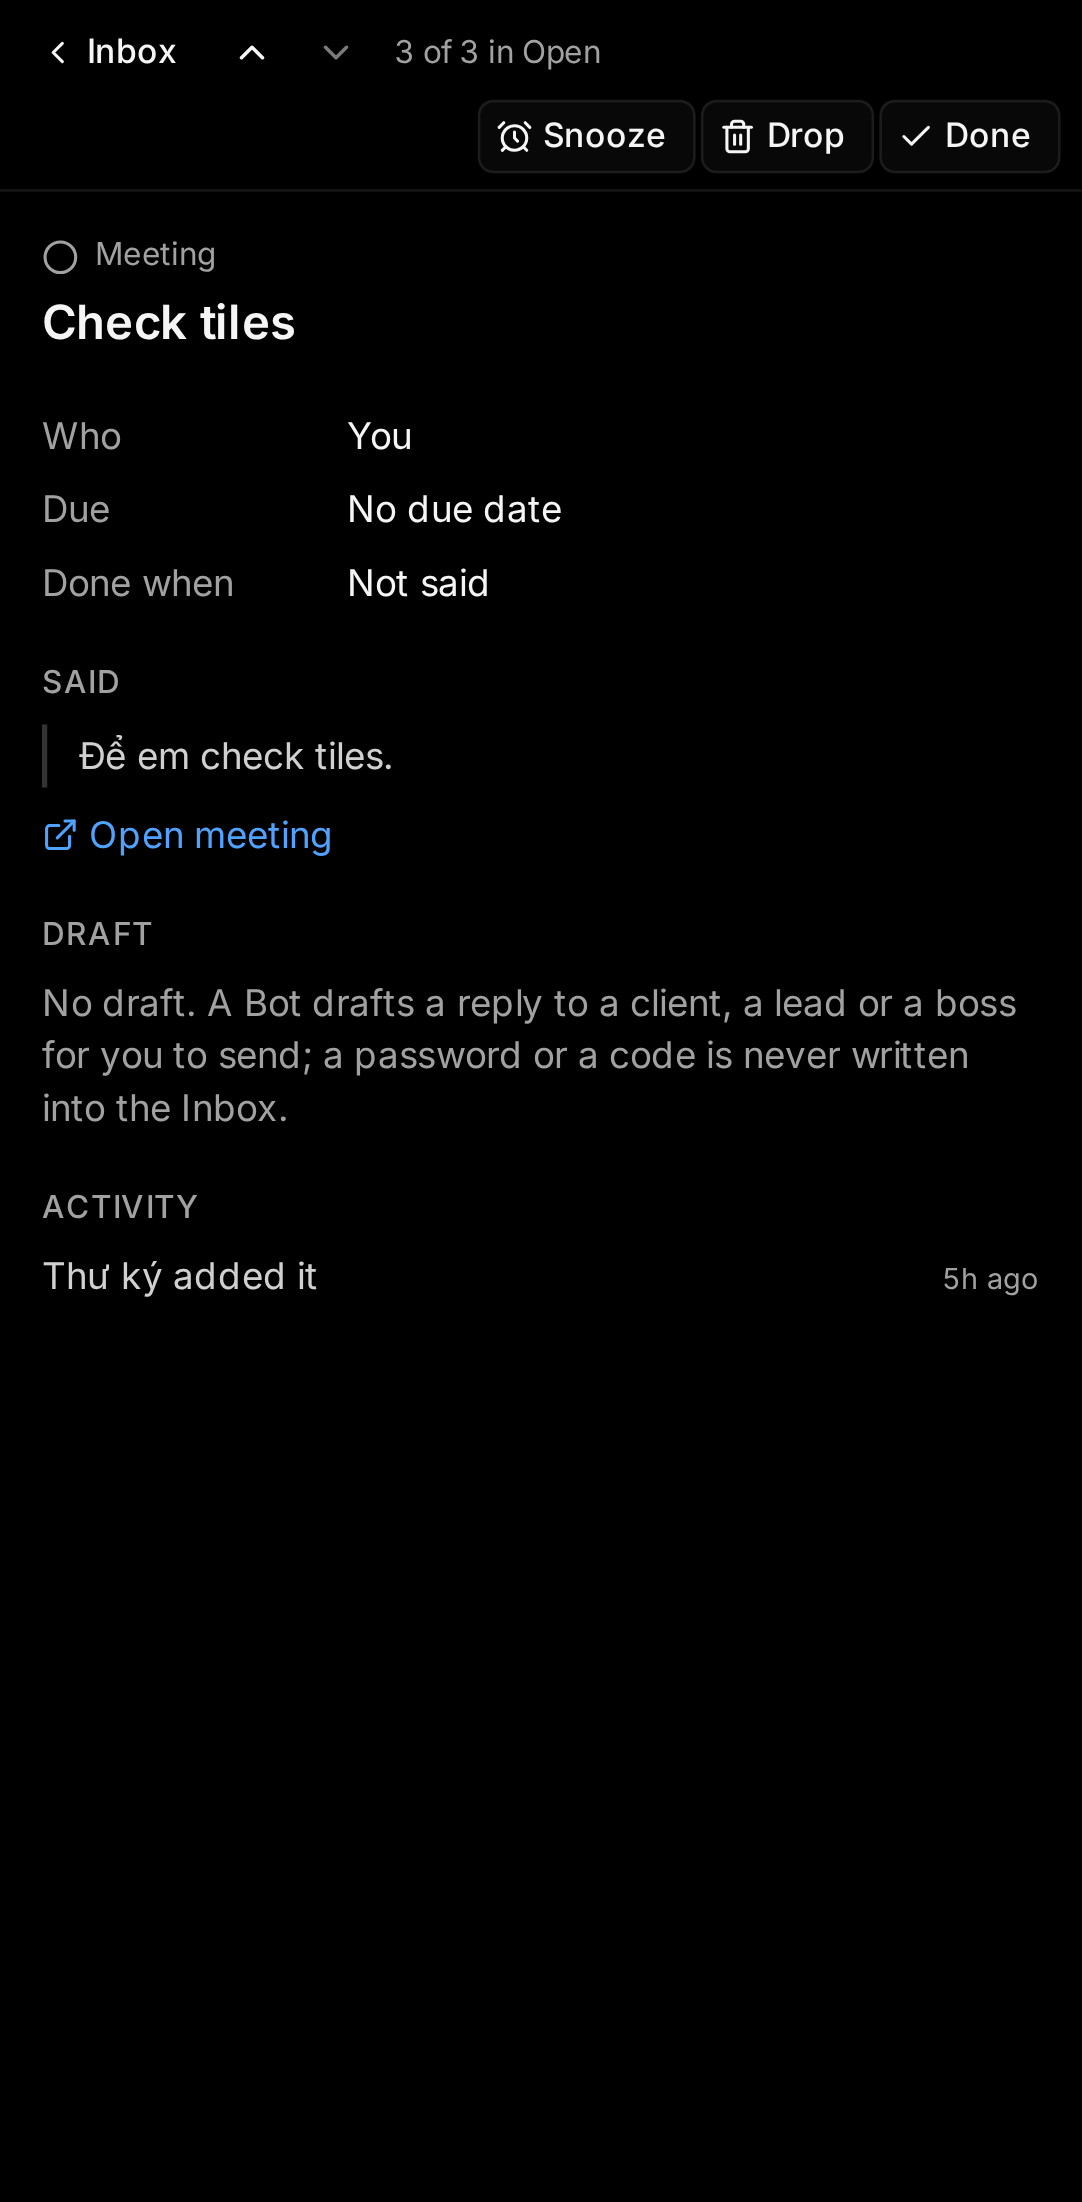 Inbox 3 of 3 in Open
Snooze Drop Done
Meeting
Check tiles
Who You
Due No due date
Done when Not said
SAID
Để em check tiles.
Open meeting
DRAFT
No draft. A Bot drafts a reply to a client, a lead or a boss
for you to send; a password or a code is never written
into the Inbox.
ACTIVITY
Thư ký added it 5h ago